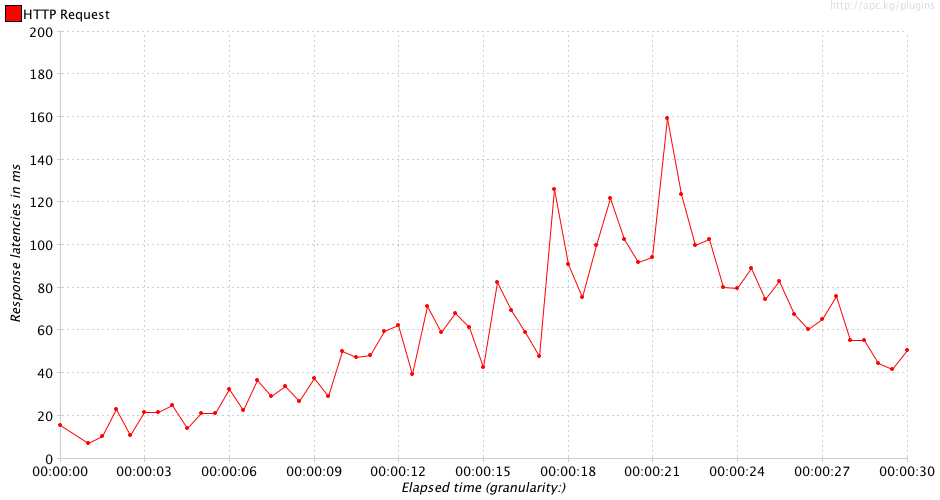 http://apc.kg/plugins
HTTP Request
200
180
160
140
120
100
80
60
40
20
0
Response latencies in ms
00:00:00 00:00:03 00:00:06 00:00:09 00:00:12 00:00:15 00:00:18 00:00:21 00:00:24 00:00:27 00:00:30
Elapsed time (granularity:)